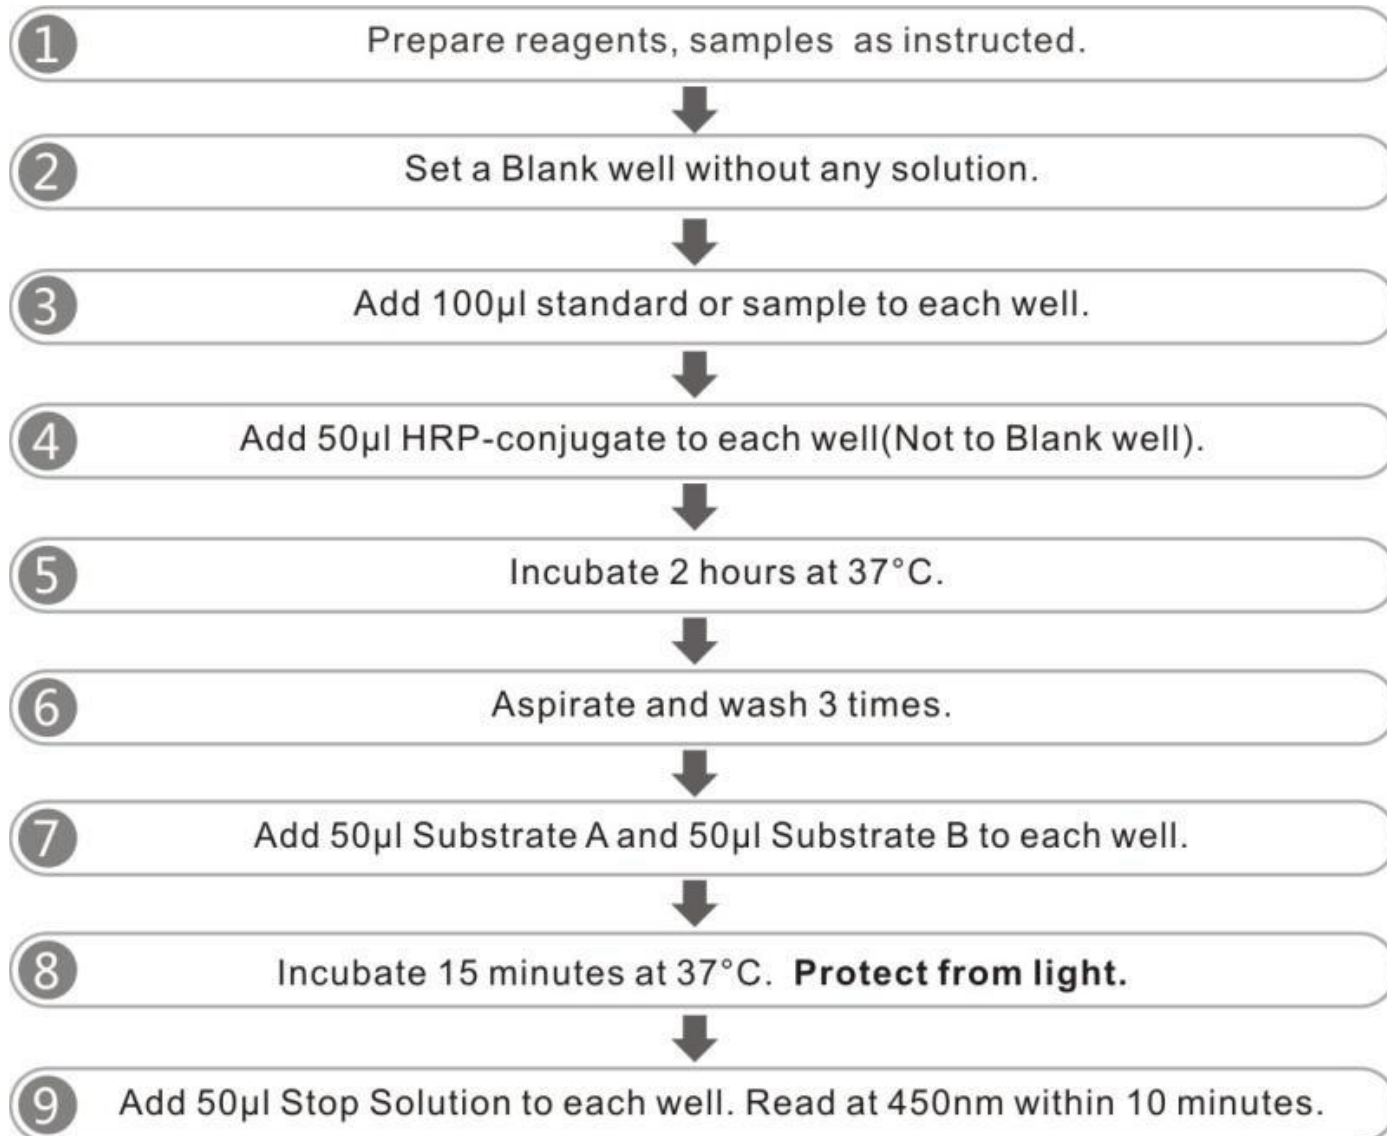 1 Prepare reagents, samples as instructed.
2 Set a Blank well without any solution.
3 Add 100µl standard or sample to each well.
4 Add 50µl HRP-conjugate to each well(Not to Blank well).
5 Incubate 2 hours at 37°C.
6 Aspirate and wash 3 times.
7 Add 50µl Substrate A and 50µl Substrate B to each well.
8 Incubate 15 minutes at 37°C. Protect from light.
9 Add 50µl Stop Solution to each well. Read at 450nm within 10 minutes.